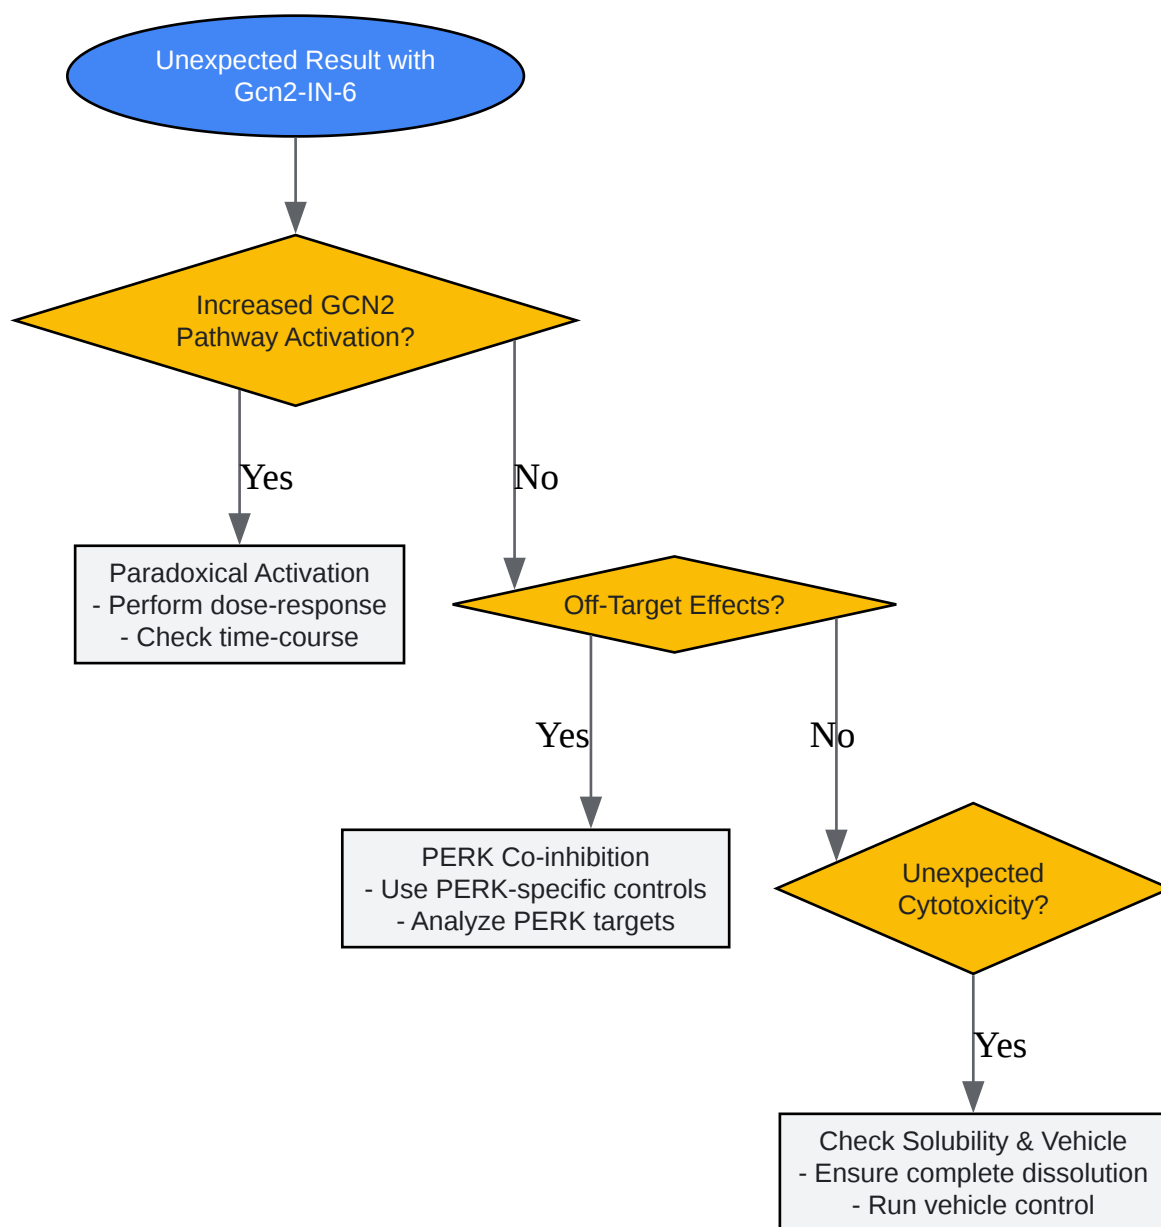 Unexpected Result with
Gcn2-IN-6
Increased GCN2
Pathway Activation?
Yes
No
Paradoxical Activation
- Perform dose-response
- Check time-course
Off-Target Effects?
Yes
No
PERK Co-inhibition
- Use PERK-specific controls
- Analyze PERK targets
Unexpected
Cytotoxicity?
Yes
Check Solubility & Vehicle
- Ensure complete dissolution
- Run vehicle control